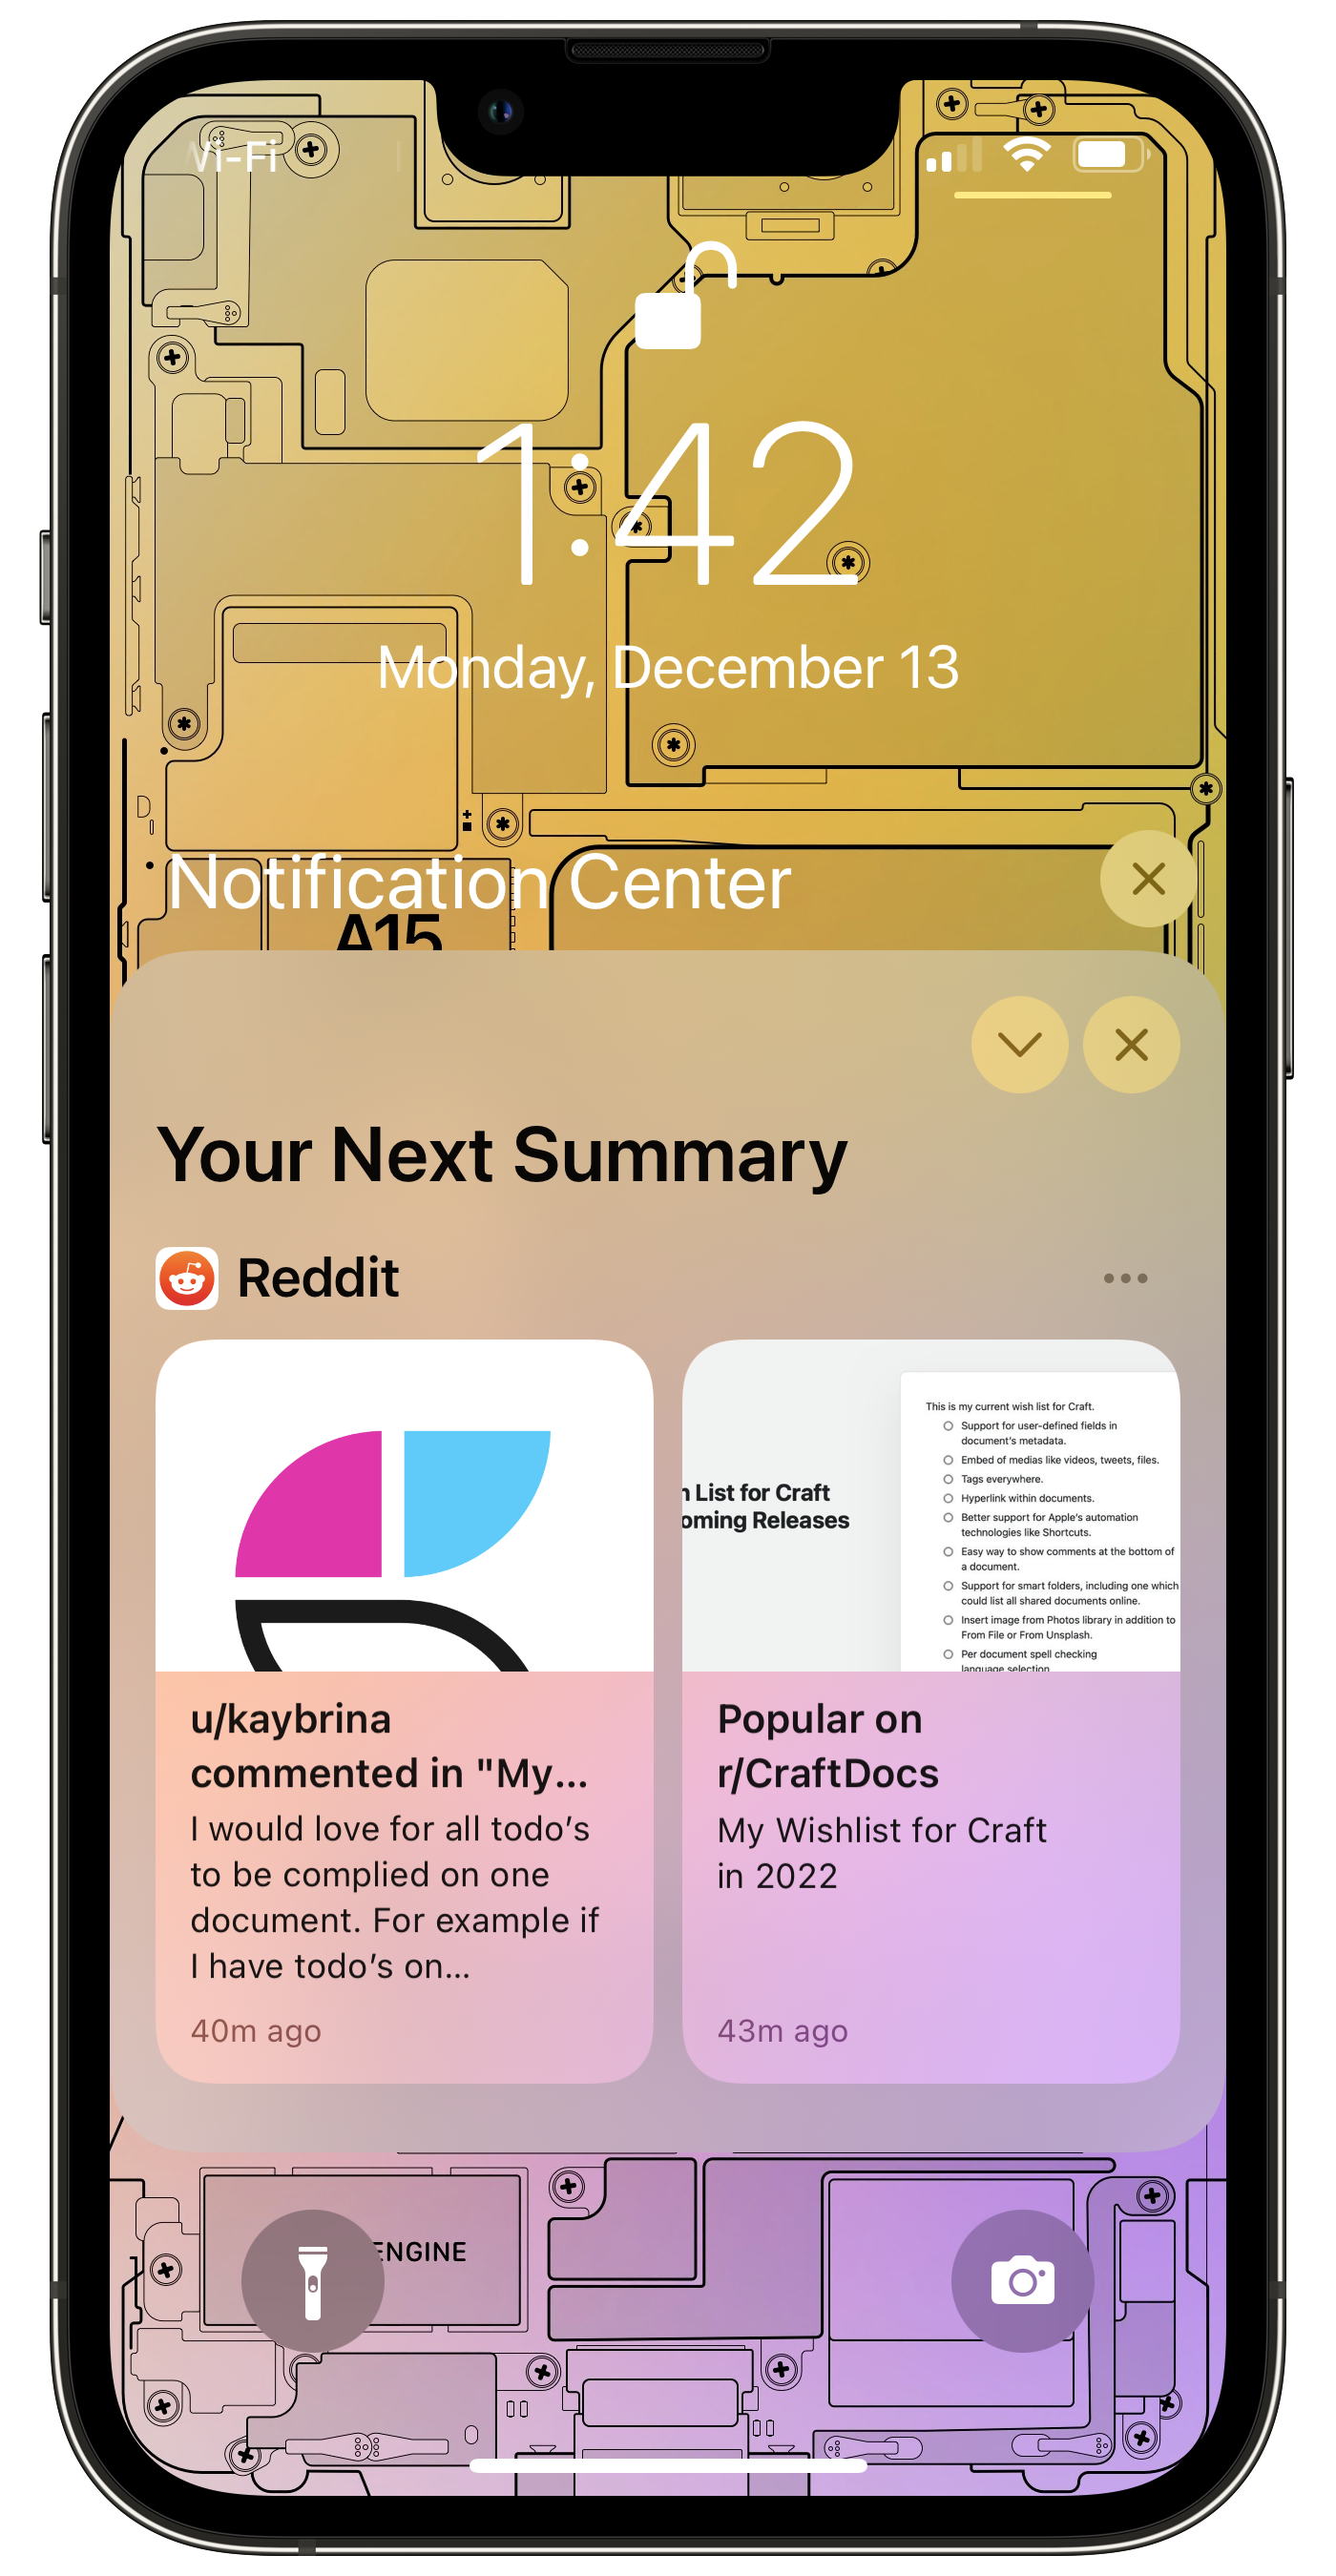 Wi-Fi
1:42
Monday, December 13
Notification Center
A15
Your Next Summary
Reddit
n List for Craft
oming Releases
This is my current wish list for Craft.
Support for user-defined fields in
document's metadata.
Embed of medias like videos, tweets, files.
Tags everywhere.
Hyperlink within documents.
Better support for Apple's automation
technologies like Shortcuts.
Easy way to show comments at the bottom of
a document.
Support for smart folders, including one which
could list all shared documents online.
Insert image from Photos library in addition to
From File or From Unsplash.
Per document spell checking
language selection
u/kaybrina
commented in "My...
I would love for all todo’s
to be complied on one
document. For example if
I have todo’s on...
40m ago
Popular on
r/CraftDocs
My Wishlist for Craft
in 2022
43m ago
ENGINE